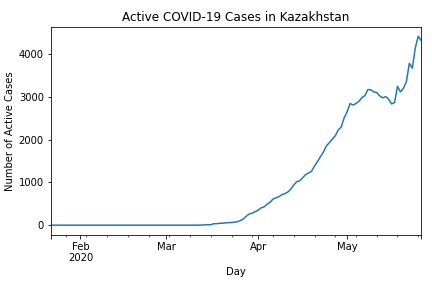 Active COVID-19 Cases in Kazakhstan
Number of Active Cases
4000
3000
2000
1000
0
Feb
2020
Mar
Apr
May
Day